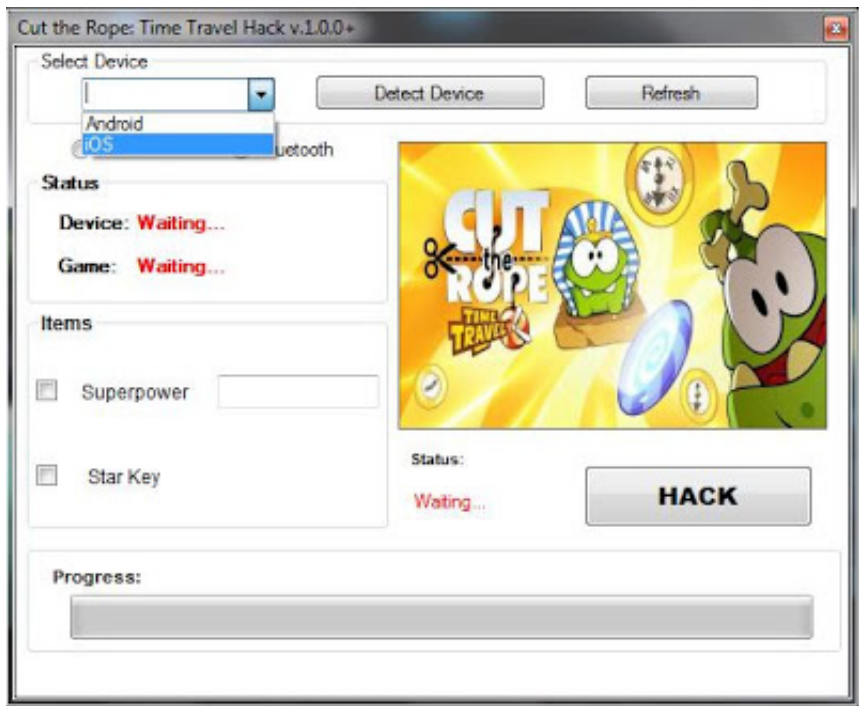 Cut the Rope: Time Travel Hack v.1.0.0+
Select Device
Detect Device
Refresh
Android
iOS
Status
Device: Waiting...
Game: Waiting...
CUT
the
ROPE
TIME
TRAVEL
Items
Superpower
Star Key
Status:
Waiting...
HACK
Progress: